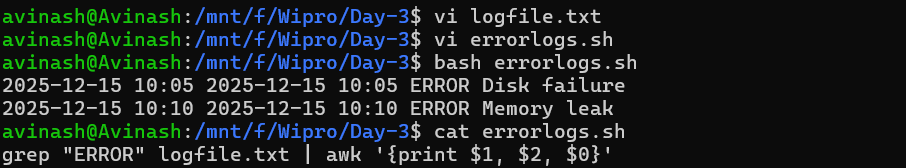 avinash@Avinash:/mnt/f/Wipro/Day-3$ vi logfile.txt
avinash@Avinash:/mnt/f/Wipro/Day-3$ vi errorlogs.sh
avinash@Avinash:/mnt/f/Wipro/Day-3$ bash errorlogs.sh
2025-12-15 10:05 2025-12-15 10:05 ERROR Disk failure
2025-12-15 10:10 2025-12-15 10:10 ERROR Memory leak
avinash@Avinash:/mnt/f/Wipro/Day-3$ cat errorlogs.sh
grep "ERROR" logfile.txt | awk '{print $1, $2, $0}'